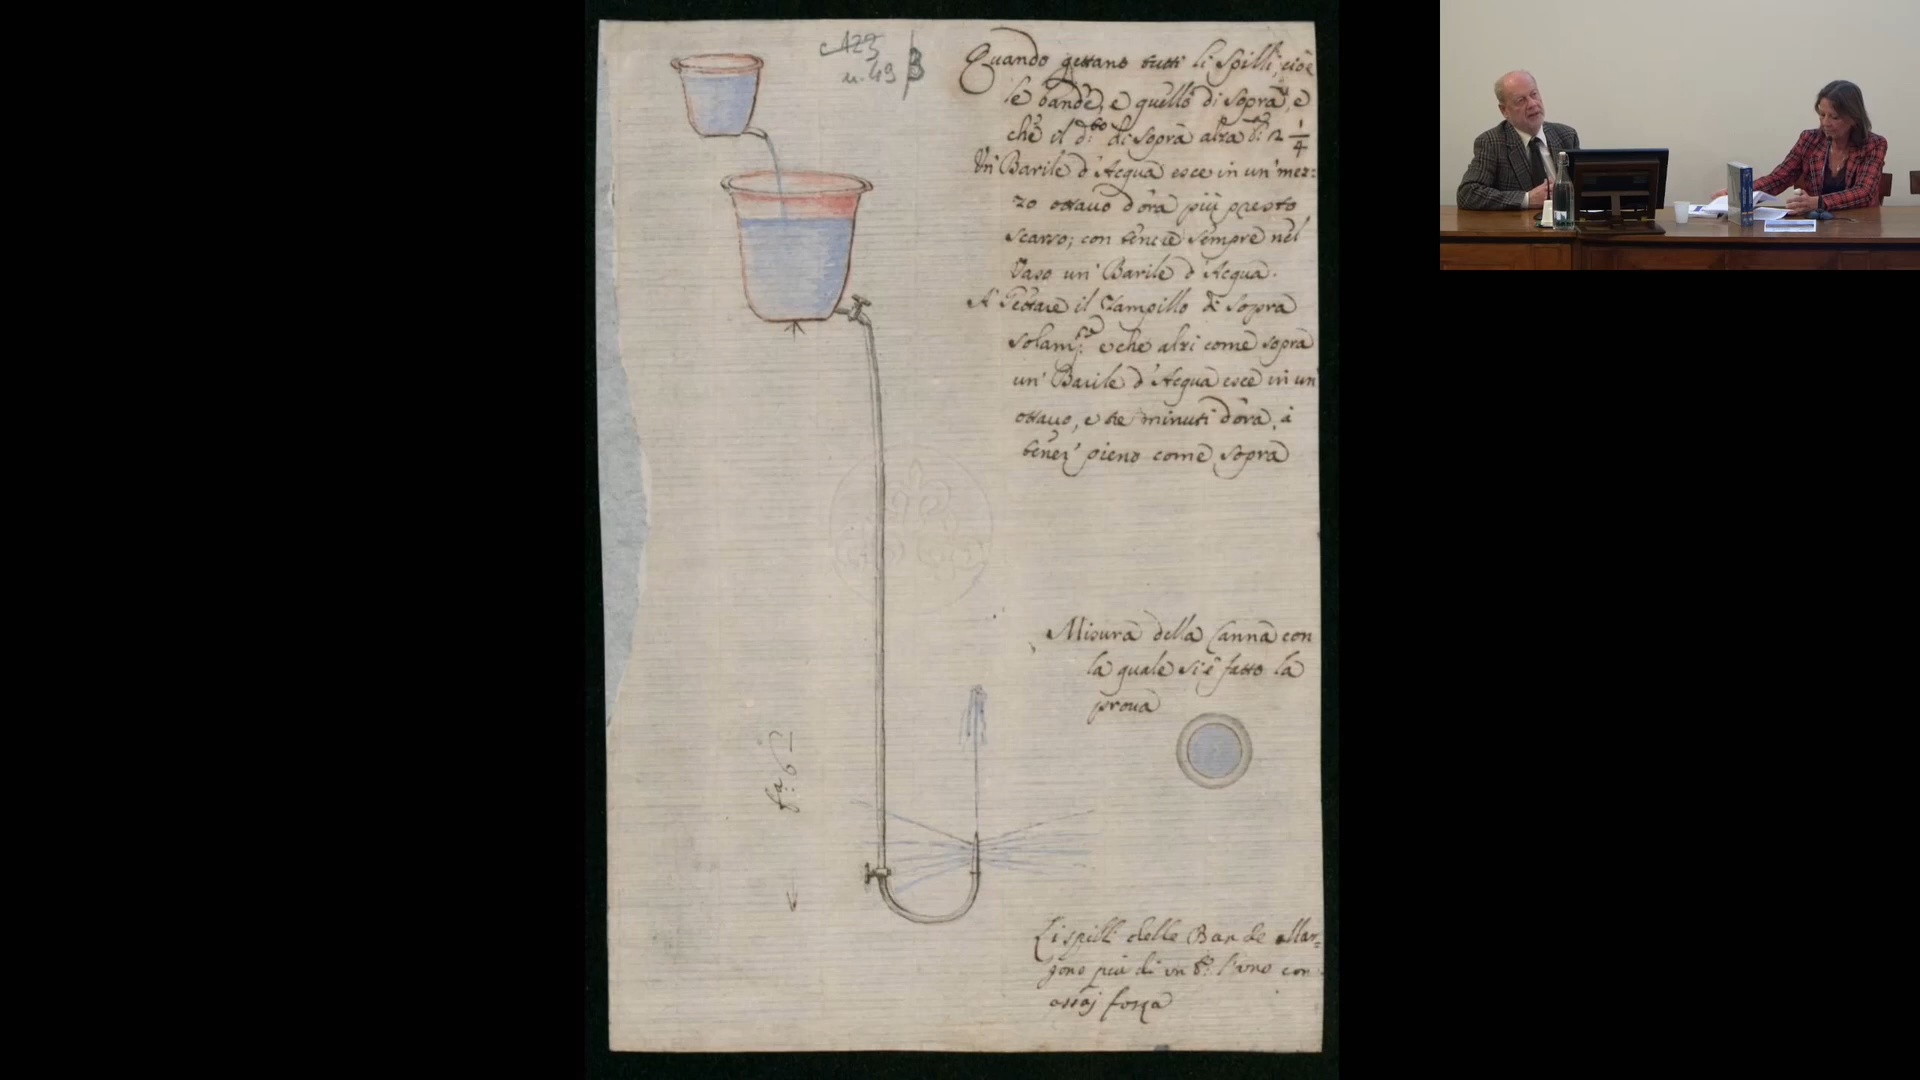 c 123
n. 49
B
Quando gettano tutti li Spilli, cioè
le bande, e quello di Sopra, e
che il d.to di Sopra alza b.a 2 1/4
Un' Barile d'Acqua esce in un' mez=
zo ottavo d'ora più presto
scarso; con tenere sempre nel
Vaso un' Barile d'Acqua.
A' Gettare il Zampillo di Sopra
solam.te e che alzi come sopra
un' Barile d'Acqua esce in un'
ottavo, e tre minuti d'ora, à
tener' pieno come Sopra
Misura della Canna con
la quale si è fatto la
prova
Li spilli delle Bande allar=
gono più di un b.o l'uno con
assaj forza